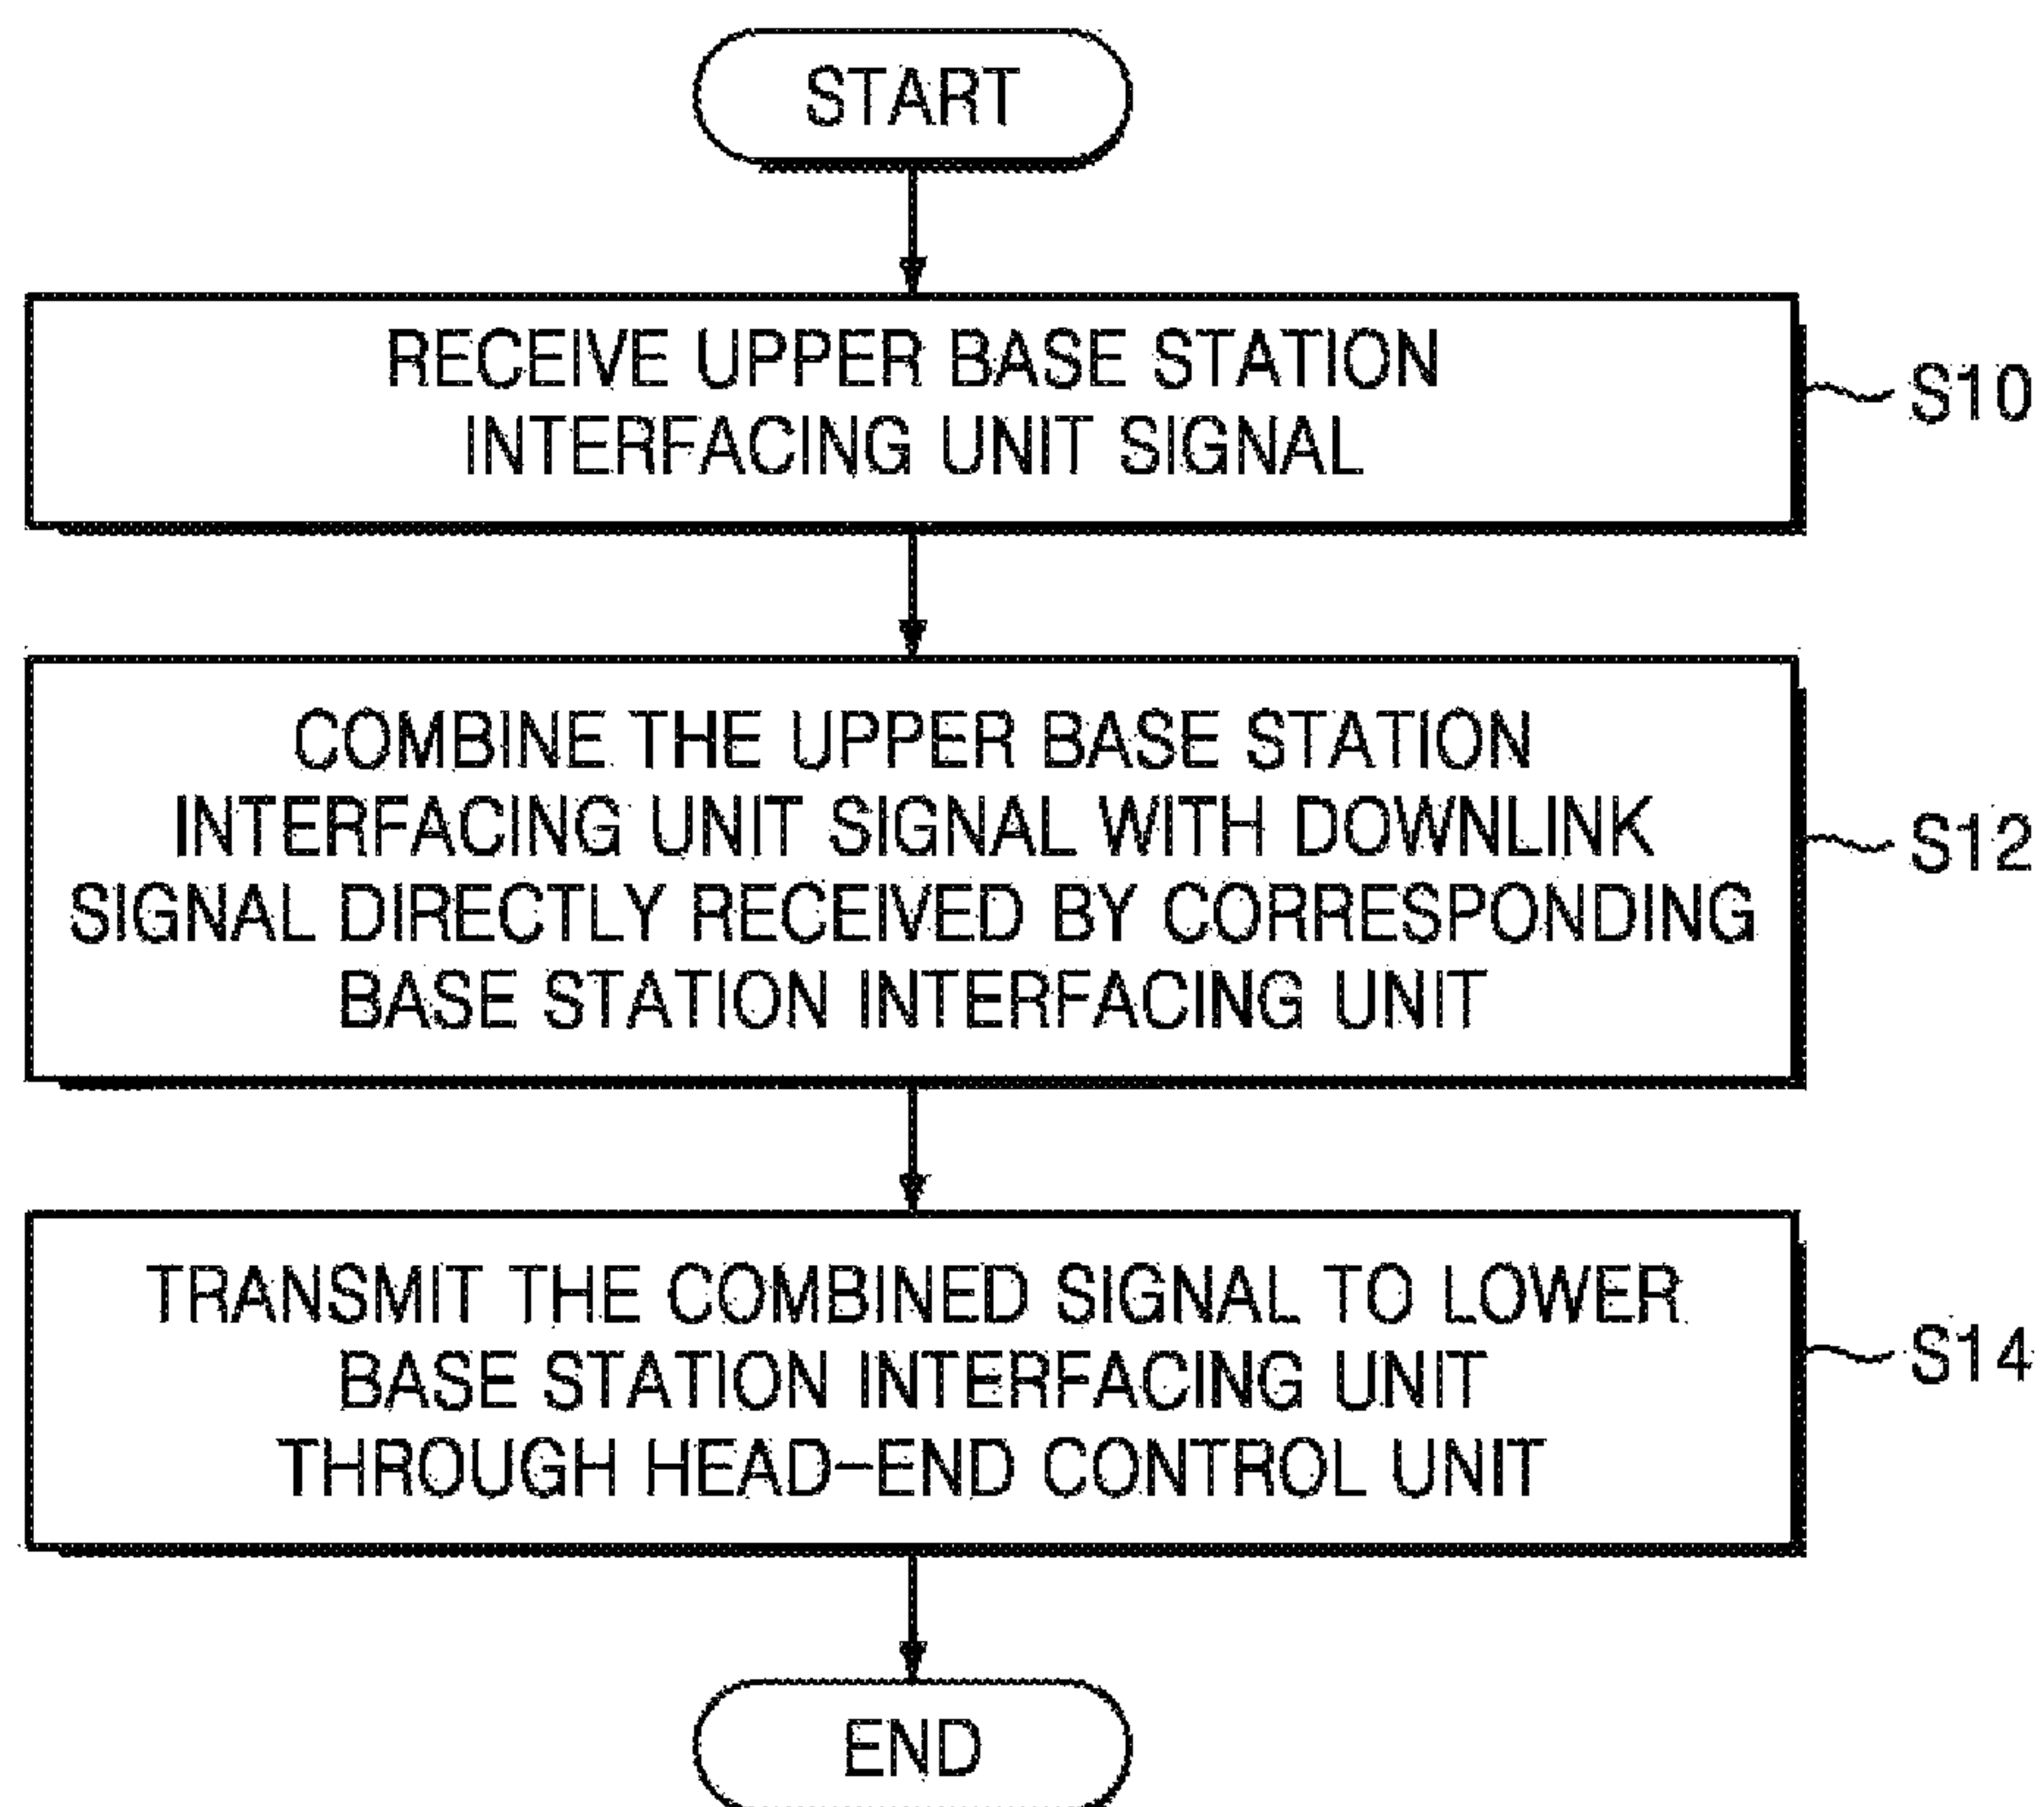 START
RECEIVE UPPER BASE STATION
INTERFACING UNIT SIGNAL
S10
COMBINE THE UPPER BASE STATION
INTERFACING UNIT SIGNAL WITH DOWNLINK
SIGNAL DIRECTLY RECEIVED BY CORRESPONDING
BASE STATION INTERFACING UNIT
S12
TRANSMIT THE COMBINED SIGNAL TO LOWER
BASE STATION INTERFACING UNIT
THROUGH HEAD-END CONTROL UNIT
S14
END